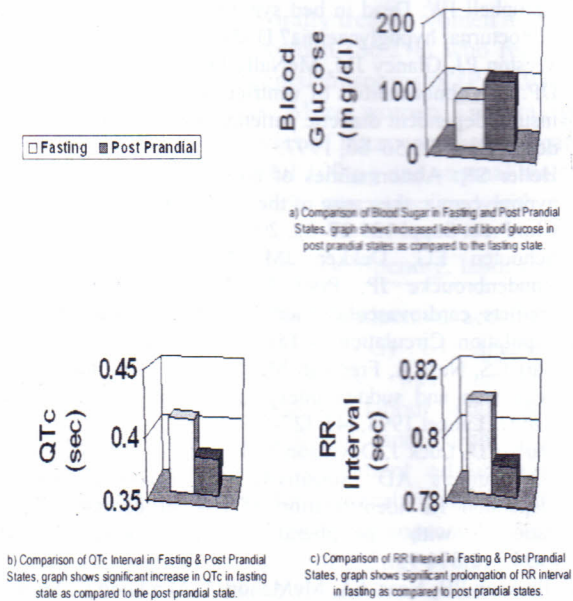 200
Blood
Glucose
(mg/dl)
100
0
Fasting Post Prandial
a) Comparison of Blood Sugar in Fasting and Post Prandial
States, graph shows increased levels of blood glucose in
post prandial states as compared to the fasting state.
0.45
QTc
(sec)
0.4
0.35
0.82
RR
Interval
(sec)
0.8
0.78
b) Comparison of QTc Interval in Fasting & Post Prandial
States, graph shows significant increase in QTc in fasting
state as compared to the post prandial state.
c) Comparison of RR Interval in Fasting & Post Prandial
States, graph shows significant prolongation of RR interval
in fasting as compared to post prandial states.